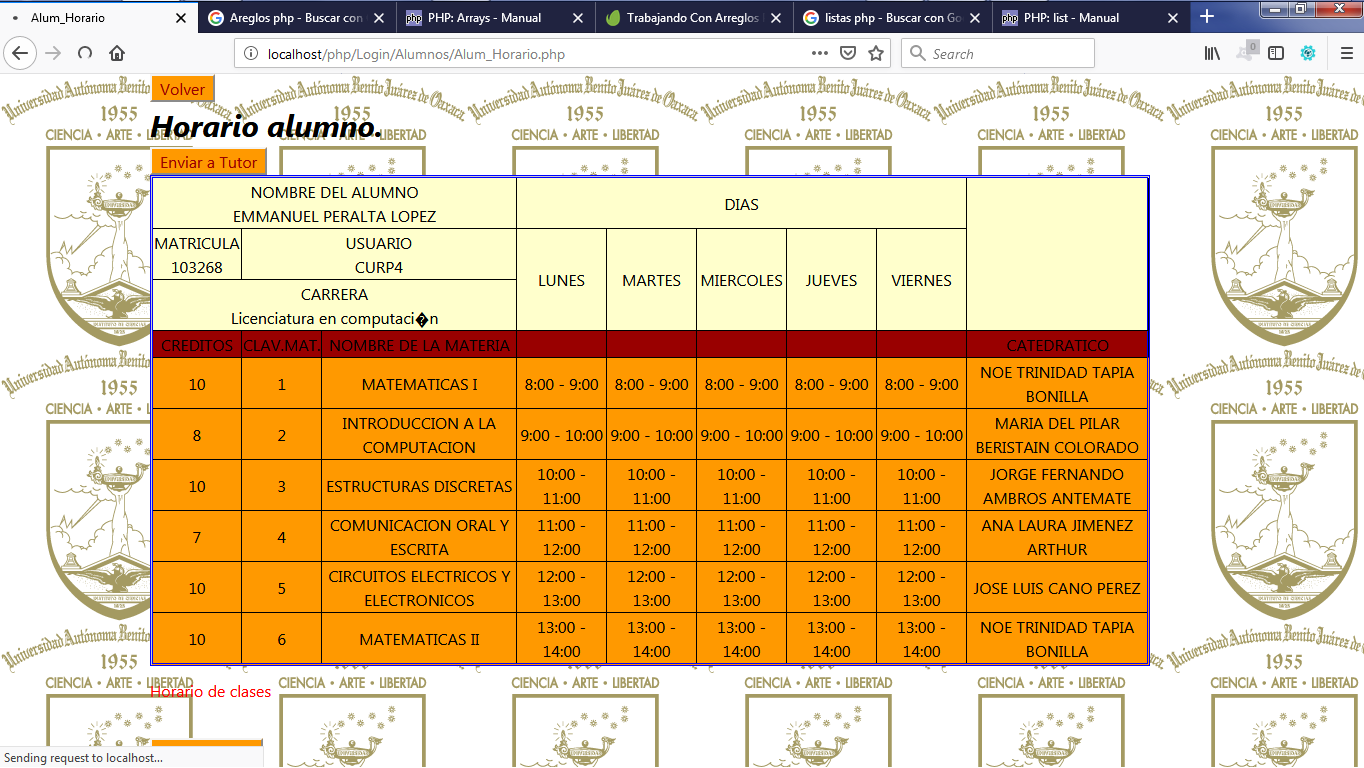 Alum_Horario
Areglos php - Buscar con
PHP: Arrays - Manual
Trabajando Con Arreglos
listas php - Buscar con Go
PHP: list - Manual
localhost/php/Login/Alumnos/Alum_Horario.php
Search
0
Volver
Horario alumno.
Enviar a Tutor
NOMBRE DEL ALUMNO
EMMANUEL PERALTA LOPEZ
DIAS
MATRICULA
103268
USUARIO
CURP4
LUNES MARTES MIERCOLES JUEVES VIERNES
CARRERA
Licenciatura en computaci�n
CREDITOS CLAV.MAT. NOMBRE DE LA MATERIA CATEDRATICO
10 1 MATEMATICAS I 8:00 - 9:00 8:00 - 9:00 8:00 - 9:00 8:00 - 9:00 8:00 - 9:00 NOE TRINIDAD TAPIA
BONILLA
8 2 INTRODUCCION A LA
COMPUTACION
9:00 - 10:00 9:00 - 10:00 9:00 - 10:00 9:00 - 10:00 9:00 - 10:00
MARIA DEL PILAR
BERISTAIN COLORADO
10 3 ESTRUCTURAS DISCRETAS
10:00 - 10:00 - 10:00 - 10:00 - 10:00 -
11:00 11:00 11:00 11:00 11:00
JORGE FERNANDO
AMBROS ANTEMATE
7 4 COMUNICACION ORAL Y
ESCRITA
11:00 - 11:00 - 11:00 - 11:00 - 11:00 -
12:00 12:00 12:00 12:00 12:00
ANA LAURA JIMENEZ
ARTHUR
10 5 CIRCUITOS ELECTRICOS Y
ELECTRONICOS
12:00 - 12:00 - 12:00 - 12:00 - 12:00 -
13:00 13:00 13:00 13:00 13:00
JOSE LUIS CANO PEREZ
10 6 MATEMATICAS II
13:00 - 13:00 - 13:00 - 13:00 - 13:00 -
14:00 14:00 14:00 14:00 14:00
NOE TRINIDAD TAPIA
BONILLA
Horario de clases
Sending request to localhost...
Universidad Autónoma Benito Juárez de Oaxaca
1955
CIENCIA • ARTE • LIBERTAD